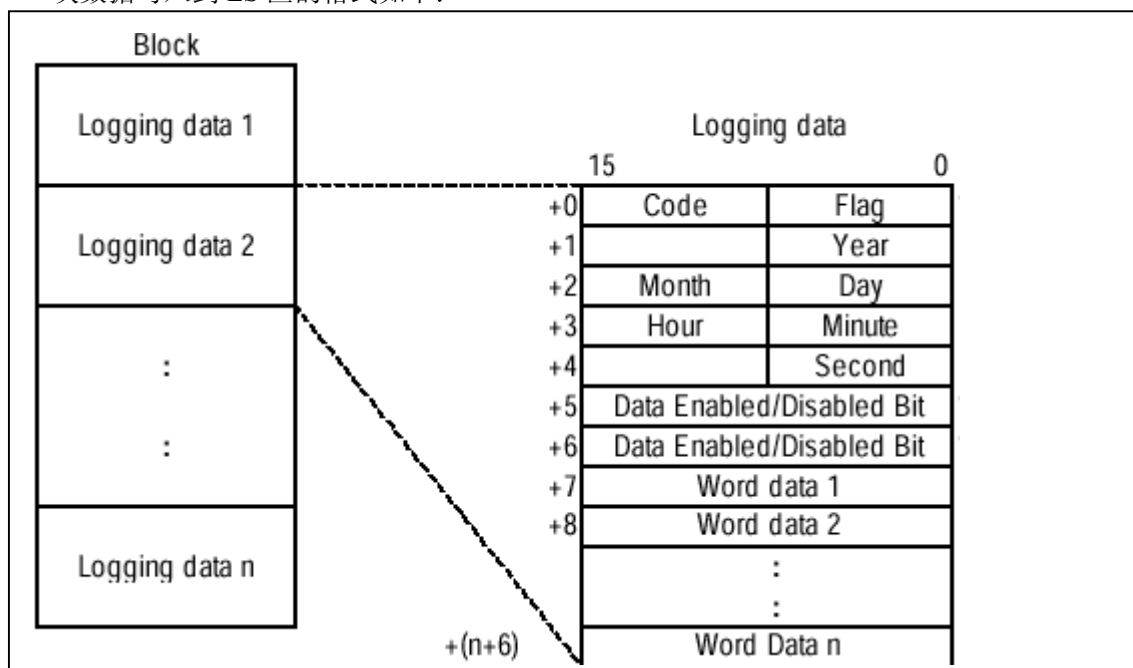 Block
Logging data 1
Logging data 2
:
:
Logging data n
Logging data
15 0
+0 Code Flag
+1 Year
+2 Month Day
+3 Hour Minute
+4 Second
+5 Data Enabled/Disabled Bit
+6 Data Enabled/Disabled Bit
+7 Word data 1
+8 Word data 2
:
:
+(n+6) Word Data n